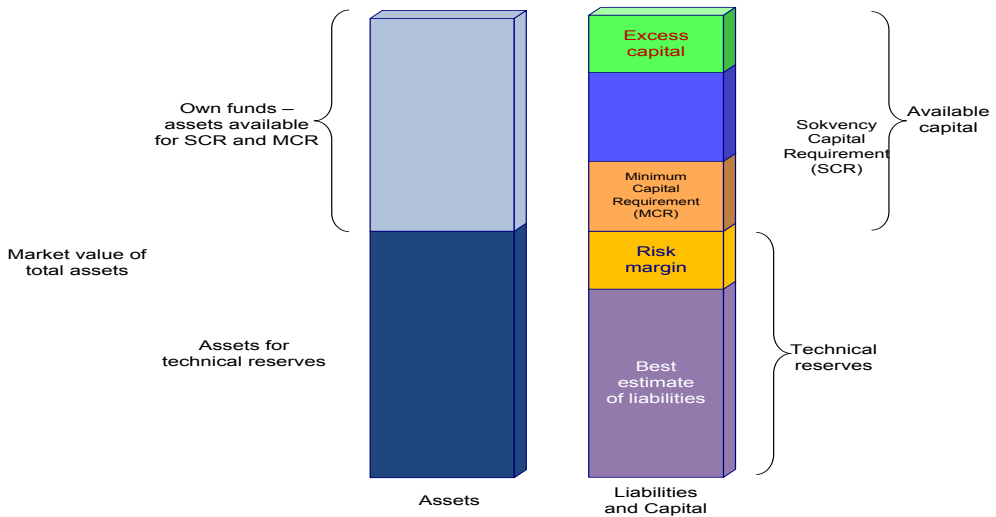 Own funds –
assets available
for SCR and MCR
Market value of
total assets
Assets for
technical reserves
Assets
Excess
capital
Minimum
Capital
Requirement
(MCR)
Risk
margin
Best
estimate
of liabilities
Liabilities
and Capital
Sokvency
Capital
Requirement
(SCR)
Available
capital
Technical
reserves